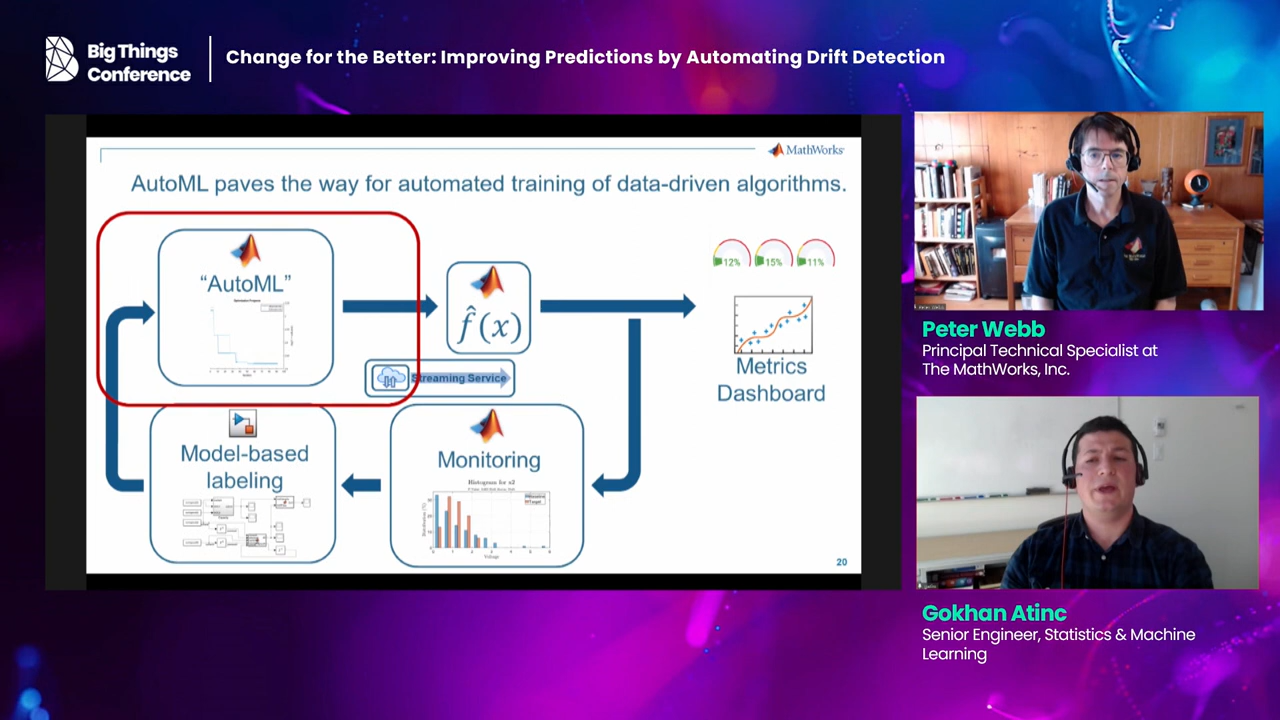 Big Things
Conference
Change for the Better: Improving Predictions by Automating Drift Detection
MathWorks
AutoML paves the way for automated training of data-driven algorithms.
“AutoML”
f̂(x)
12%
15%
11%
Streaming Service
Metrics
Dashboard
Model-based
labeling
Monitoring
Histogram for s2
Voltage
20
Peter Webb
Principal Technical Specialist at
The MathWorks, Inc.
Gokhan Atinc
Senior Engineer, Statistics & Machine
Learning